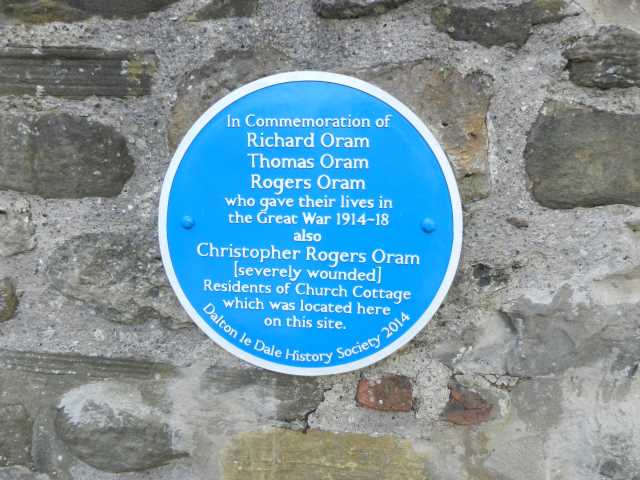 In Commemoration of
Richard Oram
Thomas Oram
Rogers Oram
who gave their lives in
the Great War 1914-18
also
Christopher Rogers Oram
[severely wounded]
Residents of Church Cottage
which was located here
on this site.
Dalton le Dale History Society 2014